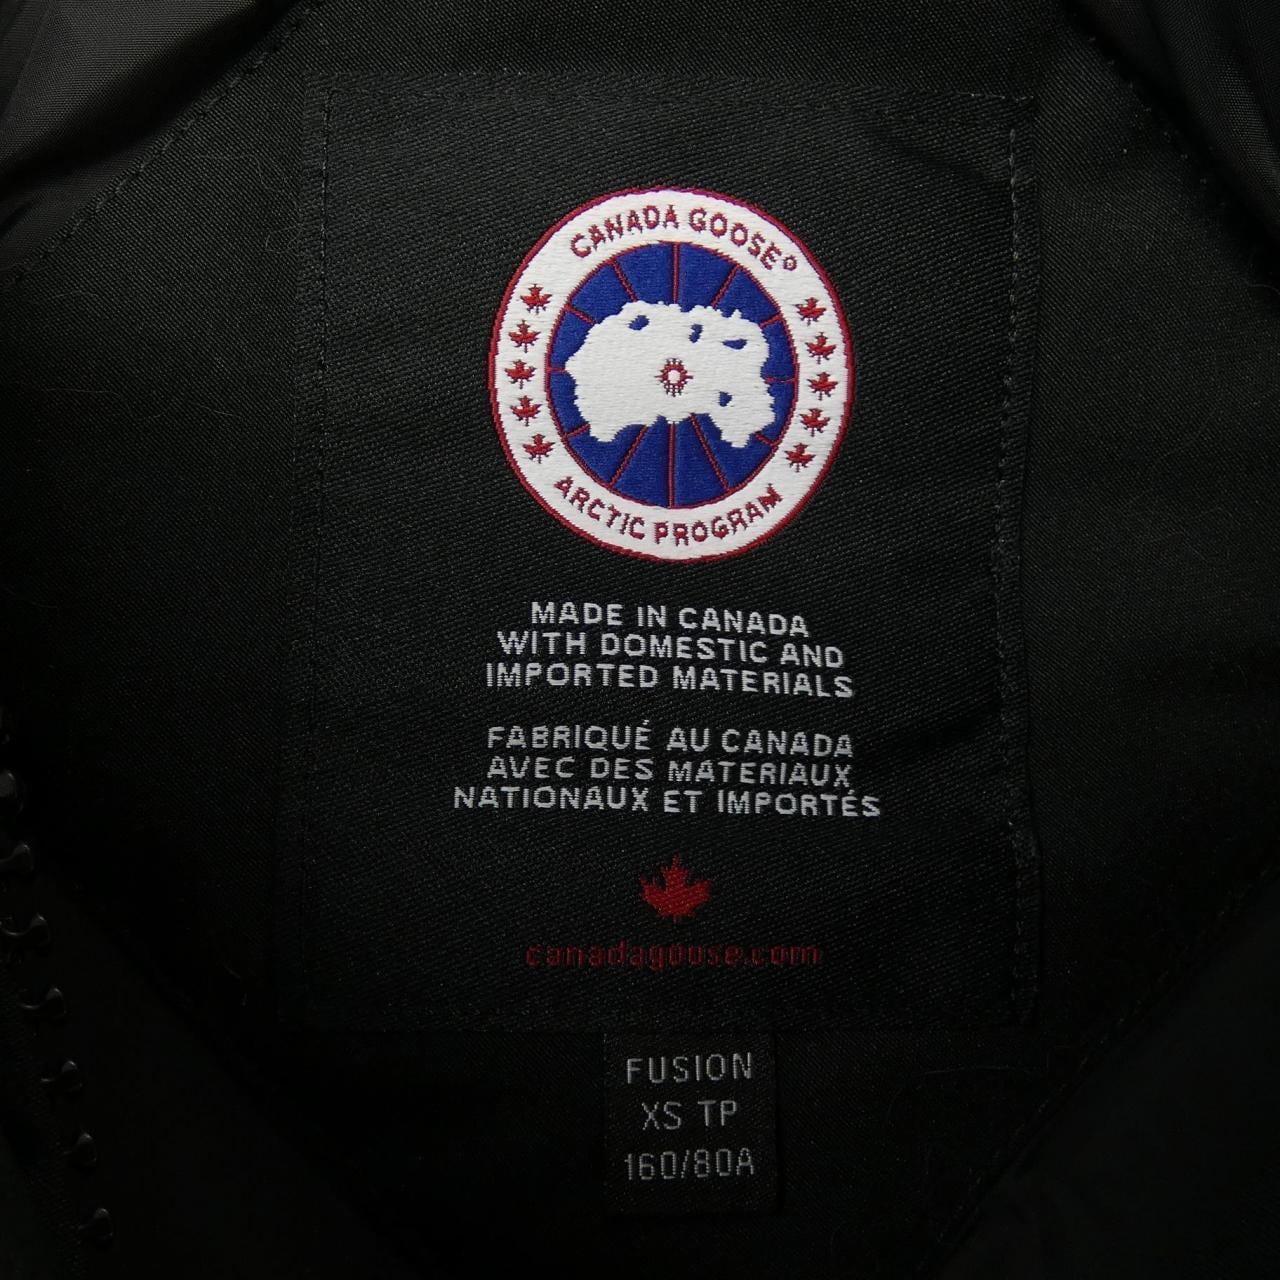 CANADA GOOSE®
ARCTIC PROGRAM
MADE IN CANADA
WITH DOMESTIC AND
IMPORTED MATERIALS
FABRIQUÉ AU CANADA
AVEC DES MATERIAUX
NATIONAUX ET IMPORTÉS
canadagoose.com
FUSION
XS TP
160/80A